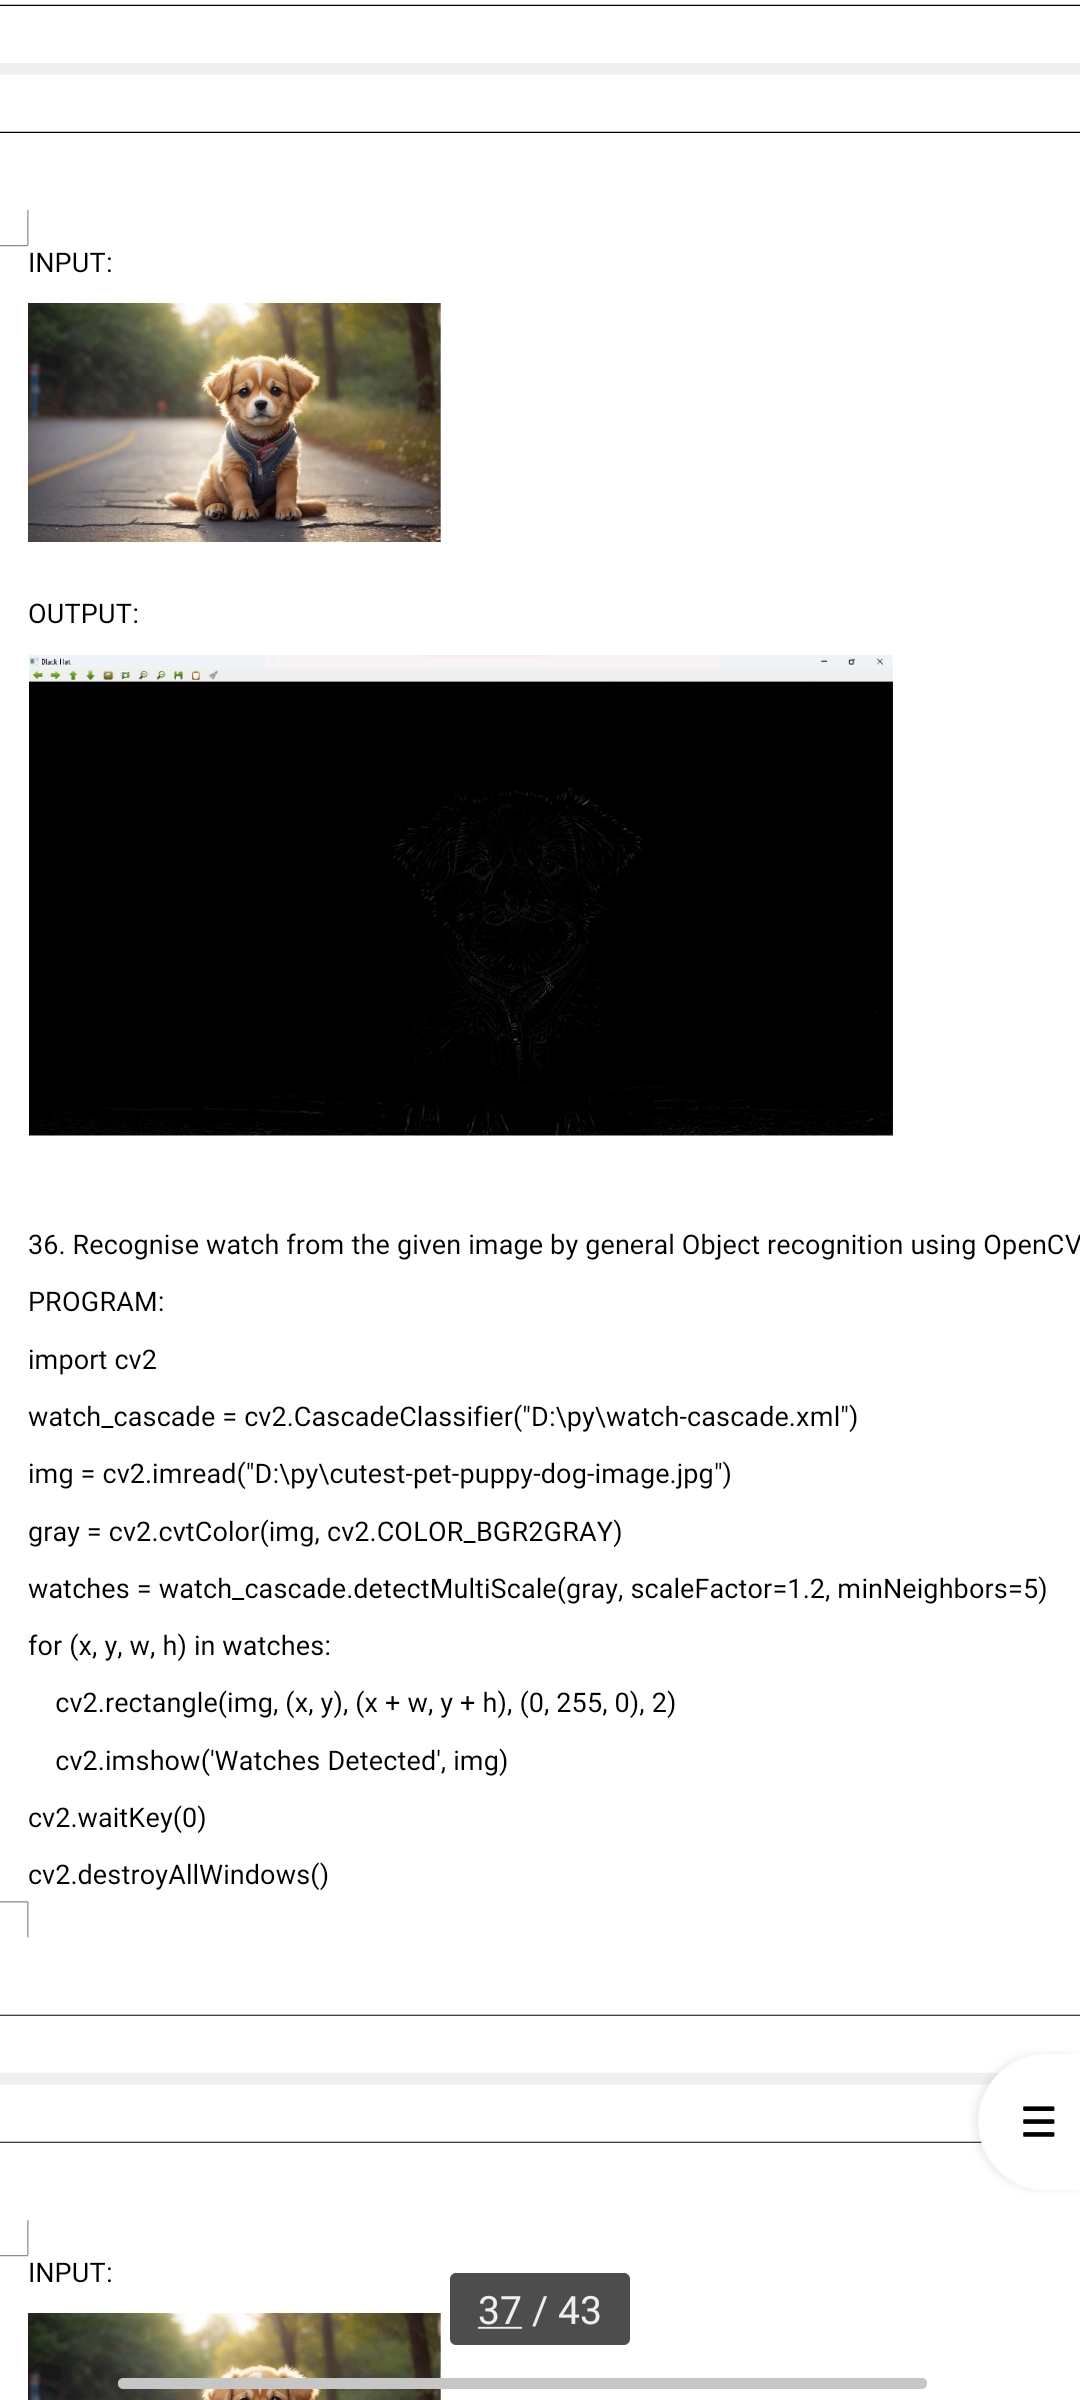 INPUT:
OUTPUT:
Black Hat
36. Recognise watch from the given image by general Object recognition using OpenCV
PROGRAM:
import cv2
watch_cascade = cv2.CascadeClassifier("D:\py\watch-cascade.xml")
img = cv2.imread("D:\py\cutest-pet-puppy-dog-image.jpg")
gray = cv2.cvtColor(img, cv2.COLOR_BGR2GRAY)
watches = watch_cascade.detectMultiScale(gray, scaleFactor=1.2, minNeighbors=5)
for (x, y, w, h) in watches:
cv2.rectangle(img, (x, y), (x + w, y + h), (0, 255, 0), 2)
cv2.imshow('Watches Detected', img)
cv2.waitKey(0)
cv2.destroyAllWindows()
INPUT:
37 / 43